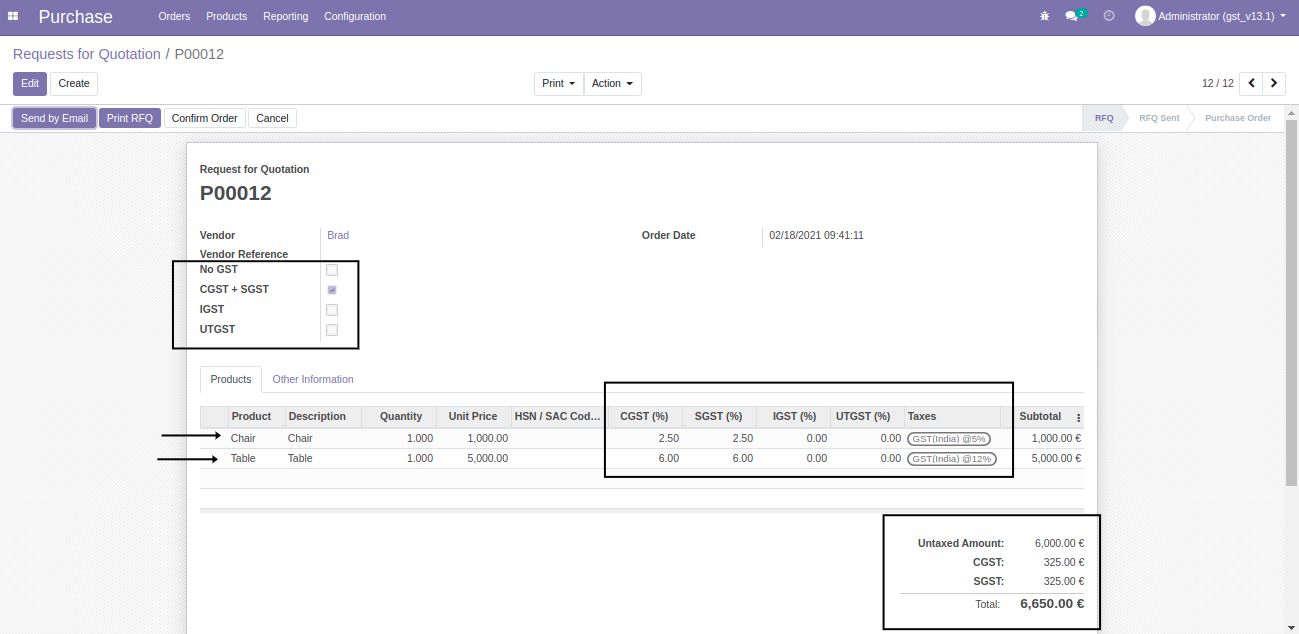 Purchase Orders Products Reporting Configuration 2 Administrator (gst_v13.1)
Requests for Quotation / P00012
Edit Create Print Action 12 / 12
Send by Email Print RFQ Confirm Order Cancel RFQ RFQ Sent Purchase Order
Request for Quotation
P00012
Vendor Brad Order Date 02/18/2021 09:41:11
Vendor Reference
No GST
CGST + SGST
IGST
UTGST
Products Other Information
Product Description Quantity Unit Price HSN / SAC Cod... CGST (%) SGST (%) IGST (%) UTGST (%) Taxes Subtotal
Chair Chair 1.000 1,000.00 2.50 2.50 0.00 0.00 GST(India) @5% 1,000.00 €
Table Table 1.000 5,000.00 6.00 6.00 0.00 0.00 GST(India) @12% 5,000.00 €
Untaxed Amount: 6,000.00 €
CGST: 325.00 €
SGST: 325.00 €
Total: 6,650.00 €